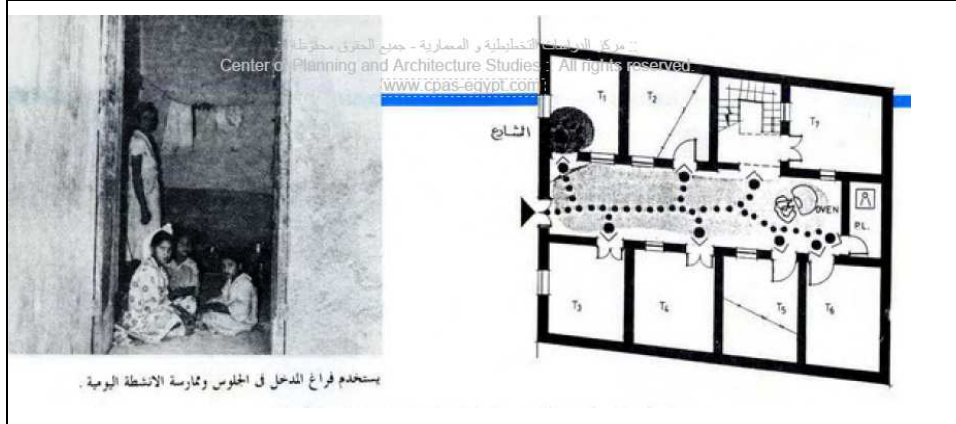 :: مركز الدراسات التخطيطية و المعمارية - جميع الحقوق محفوظة ::
Center of Planning and Architecture Studies : All rights reserved.
www.cpas-egypt.com
T1
T2
T7
الشارع
OVEN
P.L.
T3
T4
T5
T6
يستخدم فراغ المدخل فى الجلوس وممارسة الانشطة اليومية .